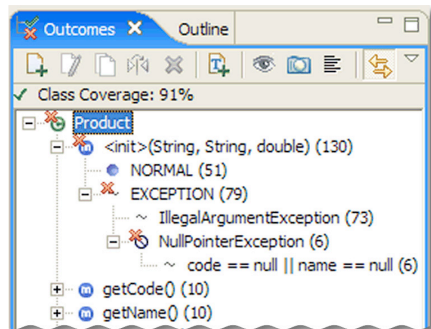 Outcomes Outline
Class Coverage: 91%
Product
<init>(String, String, double) (130)
NORMAL (51)
EXCEPTION (79)
~ IllegalArgumentException (73)
NullPointerException (6)
~ code == null || name == null (6)
getCode() (10)
getName() (10)